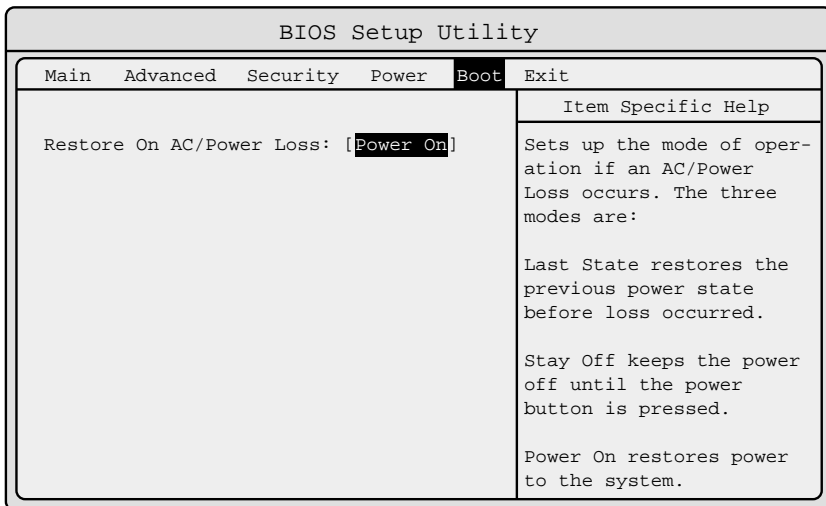 BIOS Setup Utility
Main Advanced Security Power Boot Exit
Restore On AC/Power Loss: [Power On]
Item Specific Help
Sets up the mode of oper-
ation if an AC/Power
Loss occurs. The three
modes are:
Last State restores the
previous power state
before loss occurred.
Stay Off keeps the power
off until the power
button is pressed.
Power On restores power
to the system.